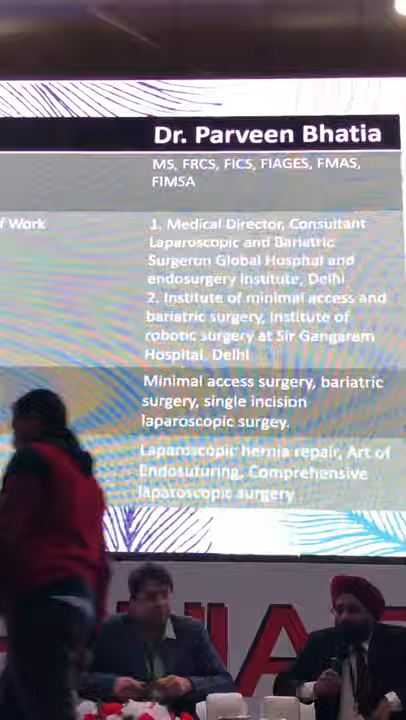 Dr. Parveen Bhatia
MS, FRCS, FICS, FIAGES, FMAS,
FIMSA
f Work
1. Medical Director, Consultant
Laparoscopic and Bariatric
Surgeron Global Hospital and
endosurgery institute, Delhi
2. Institute of minimal access and
bariatric surgery, institute of
robotic surgery at Sir Gangaram
Hospital, Delhi
Minimal access surgery, bariatric
surgery, single incision
laparoscopic surgey.
Laparoscopic hernia repair, Art of
Endosuturing, Comprehensive
laparoscopic surgery